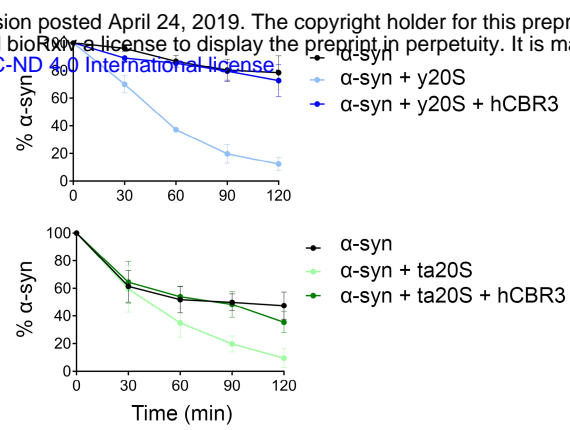 sion posted April 24, 2019. The copyright holder for this prepr
d bioRxiv a license to display the preprint in perpetuity. It is ma
C-ND 4.0 International license
100
80
60
40
20
0
0 30 60 90 120
% α-syn
α-syn
α-syn + y20S
α-syn + y20S + hCBR3
100
80
60
40
20
0
0 30 60 90 120
% α-syn
Time (min)
α-syn
α-syn + ta20S
α-syn + ta20S + hCBR3